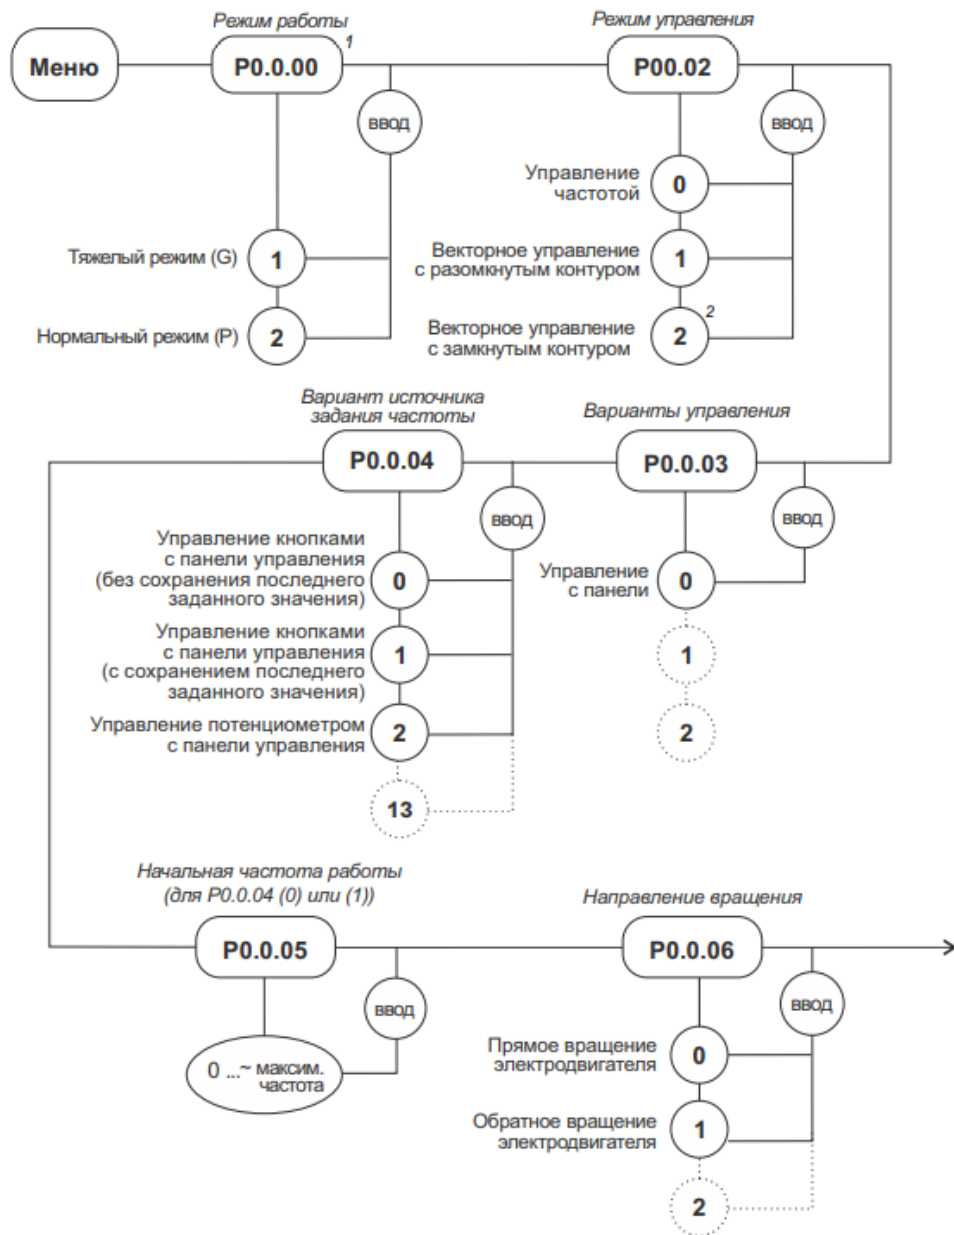 Режим работы
1
Меню
P0.0.00
ввод
Тяжелый режим (G)
1
Нормальный режим (P)
2
Режим управления
P00.02
ввод
Управление
частотой
0
Векторное управление
с разомкнутым контуром
1
Векторное управление
с замкнутым контуром
2
2
Варианты управления
P0.0.03
ввод
Управление
с панели
0
1
2
Вариант источника
задания частоты
P0.0.04
ввод
Управление кнопками
с панели управления
(без сохранения последнего
заданного значения)
0
Управление кнопками
с панели управления
(с сохранением последнего
заданного значения)
1
Управление потенциометром
с панели управления
2
13
Начальная частота работы
(для P0.0.04 (0) или (1))
P0.0.05
ввод
0 ...~ максим.
частота
Направление вращения
P0.0.06
ввод
Прямое вращение
электродвигателя
0
Обратное вращение
электродвигателя
1
2